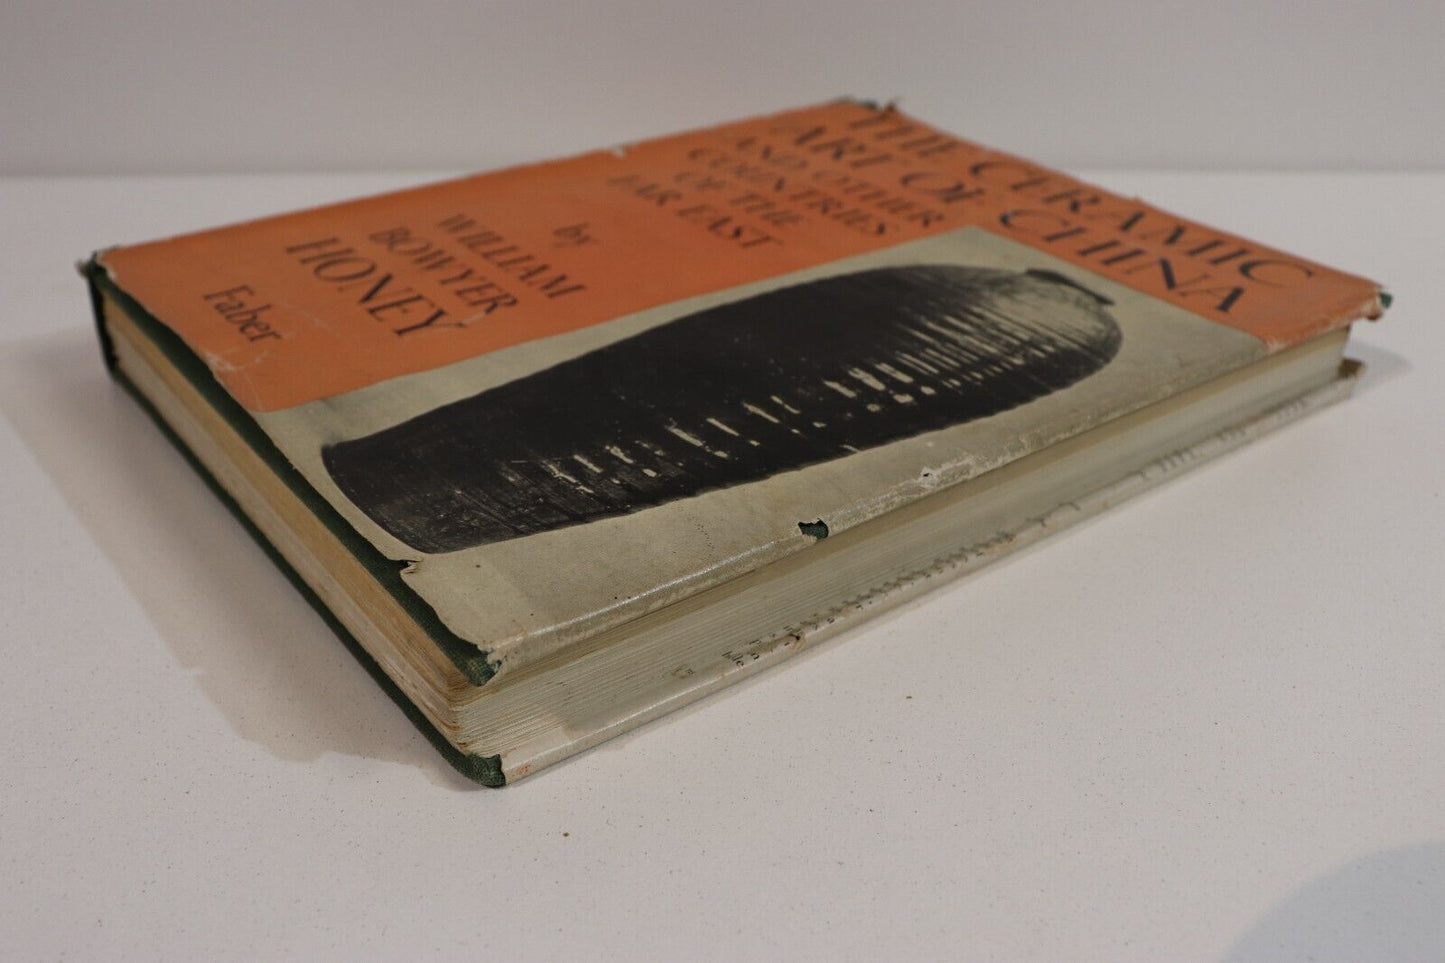 THE CERAMIC
ART OF CHINA
AND OTHER
COUNTRIES
OF THE
FAR EAST
by
WILLIAM
BOWYER
HONEY
Faber